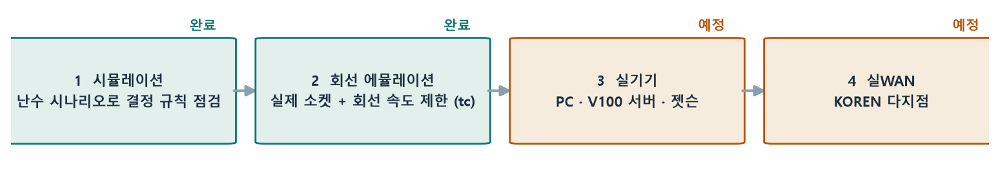 완료
완료
예정
예정
1 시뮬레이션
난수 시나리오로 결정 규칙 점검
2 회선 에뮬레이션
실제 소켓 + 회선 속도 제한 (tc)
3 실기기
PC · V100 서버 · 젯슨
4 실WAN
KOREN 다지점